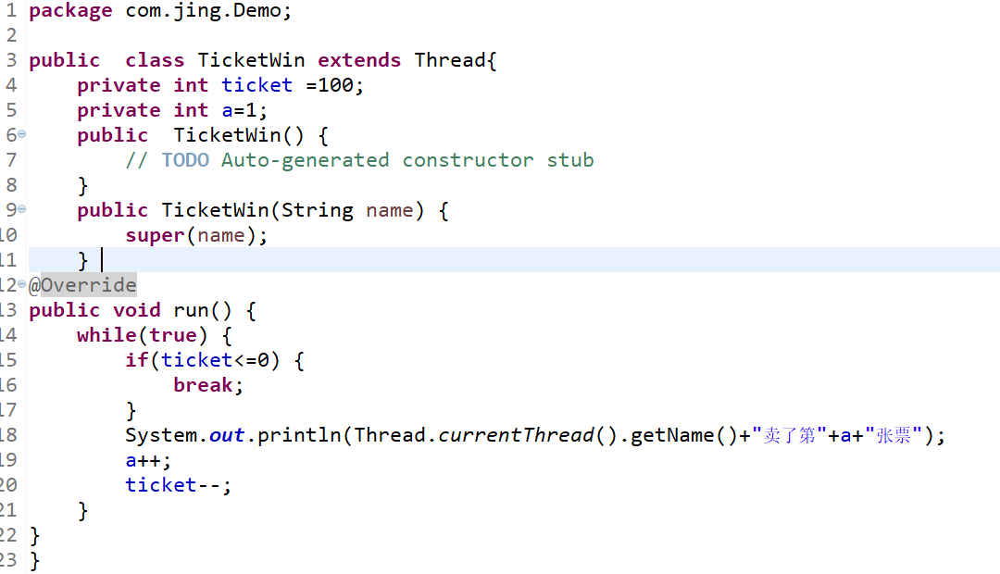 1 package com.jing.Demo;
2
3 public  class TicketWin extends Thread{
4     private int ticket =100;
5     private int a=1;
6     public  TicketWin() {
7         // TODO Auto-generated constructor stub
8     }
9     public TicketWin(String name) {
10         super(name);
11     }
12 @Override
13 public void run() {
14     while(true) {
15         if(ticket<=0) {
16             break;
17         }
18         System.out.println(Thread.currentThread().getName()+"卖了第"+a+"张票");
19         a++;
20         ticket--;
21     }
22 }
23 }